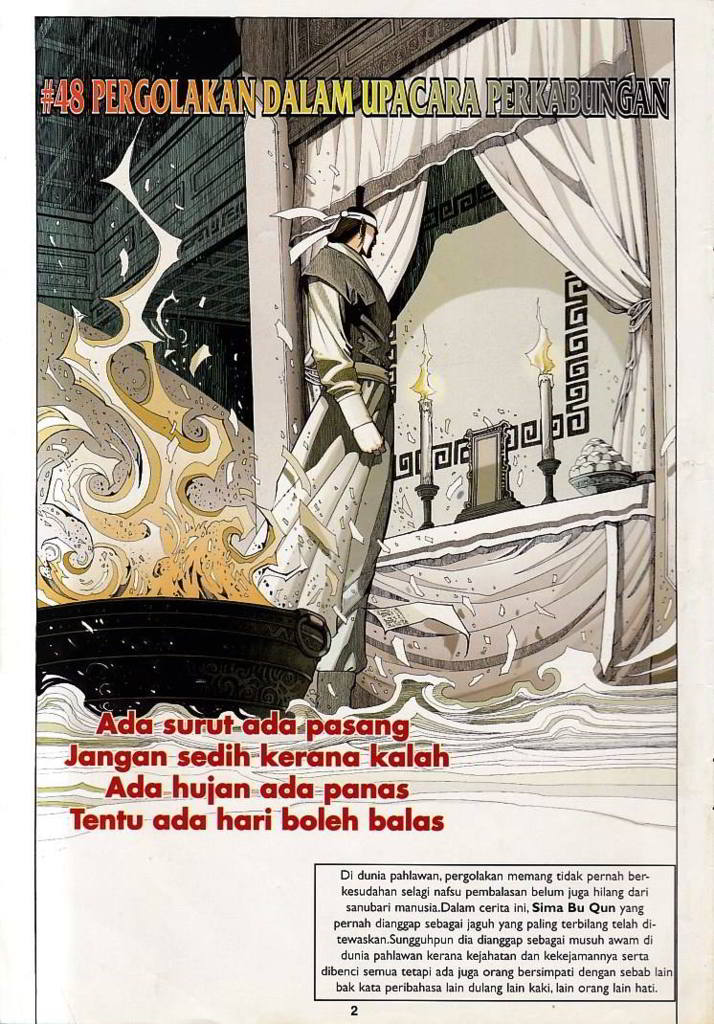 #48 PERGOLAKAN DALAM UPACARA PERKABUNGAN
Ada surut ada pasang
Jangan sedih kerana kalah
Ada hujan ada panas
Tentu ada hari boleh balas
Di dunia pahlawan, pergolakan memang tidak pernah ber-
kesudahan selagi nafsu pembalasan belum juga hilang dari
sanubari manusia.Dalam cerita ini, Sima Bu Qun yang
pernah dianggap sebagai jaguh yang paling terbilang telah di-
tewaskan.Sungguhpun dia dianggap sebagai musuh awam di
dunia pahlawan kerana kejahatan dan kekejamannya serta
dibenci semua tetapi ada juga orang bersimpati dengan sebab lain
bak kata peribahasa lain dulang lain kaki, lain orang lain hati.
2